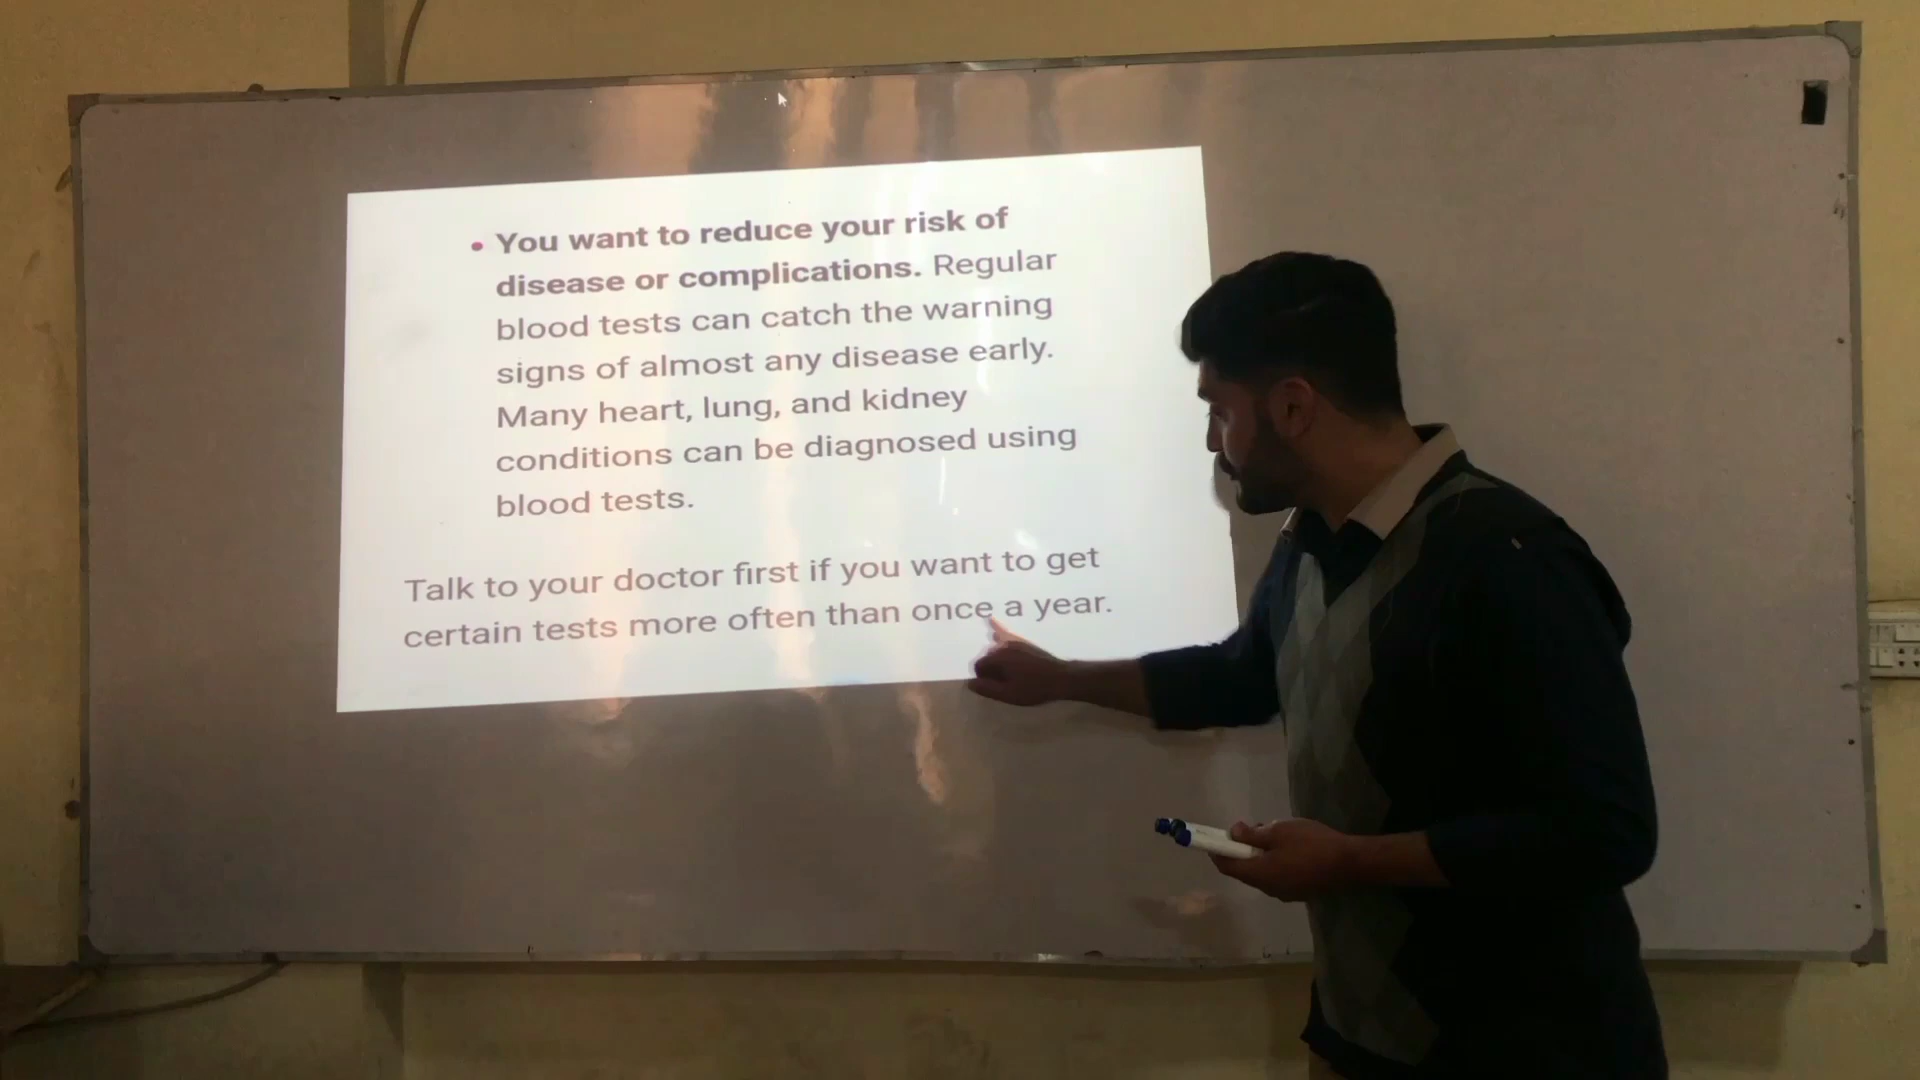 • You want to reduce your risk of
disease or complications. Regular
blood tests can catch the warning
signs of almost any disease early.
Many heart, lung, and kidney
conditions can be diagnosed using
blood tests.
Talk to your doctor first if you want to get
certain tests more often than once a year.